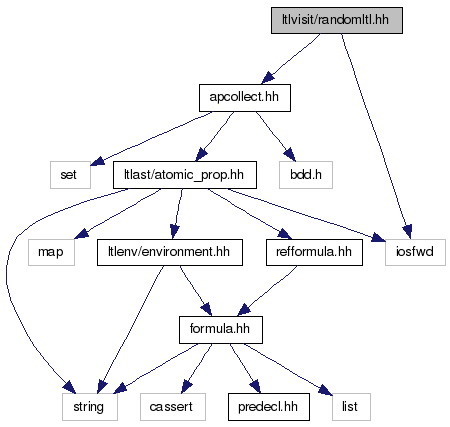 ltlvisit/randomltl.hh
apcollect.hh
set
ltlast/atomic_prop.hh
bdd.h
map
ltlenv/environment.hh
refformula.hh
iosfwd
formula.hh
string
cassert
predecl.hh
list